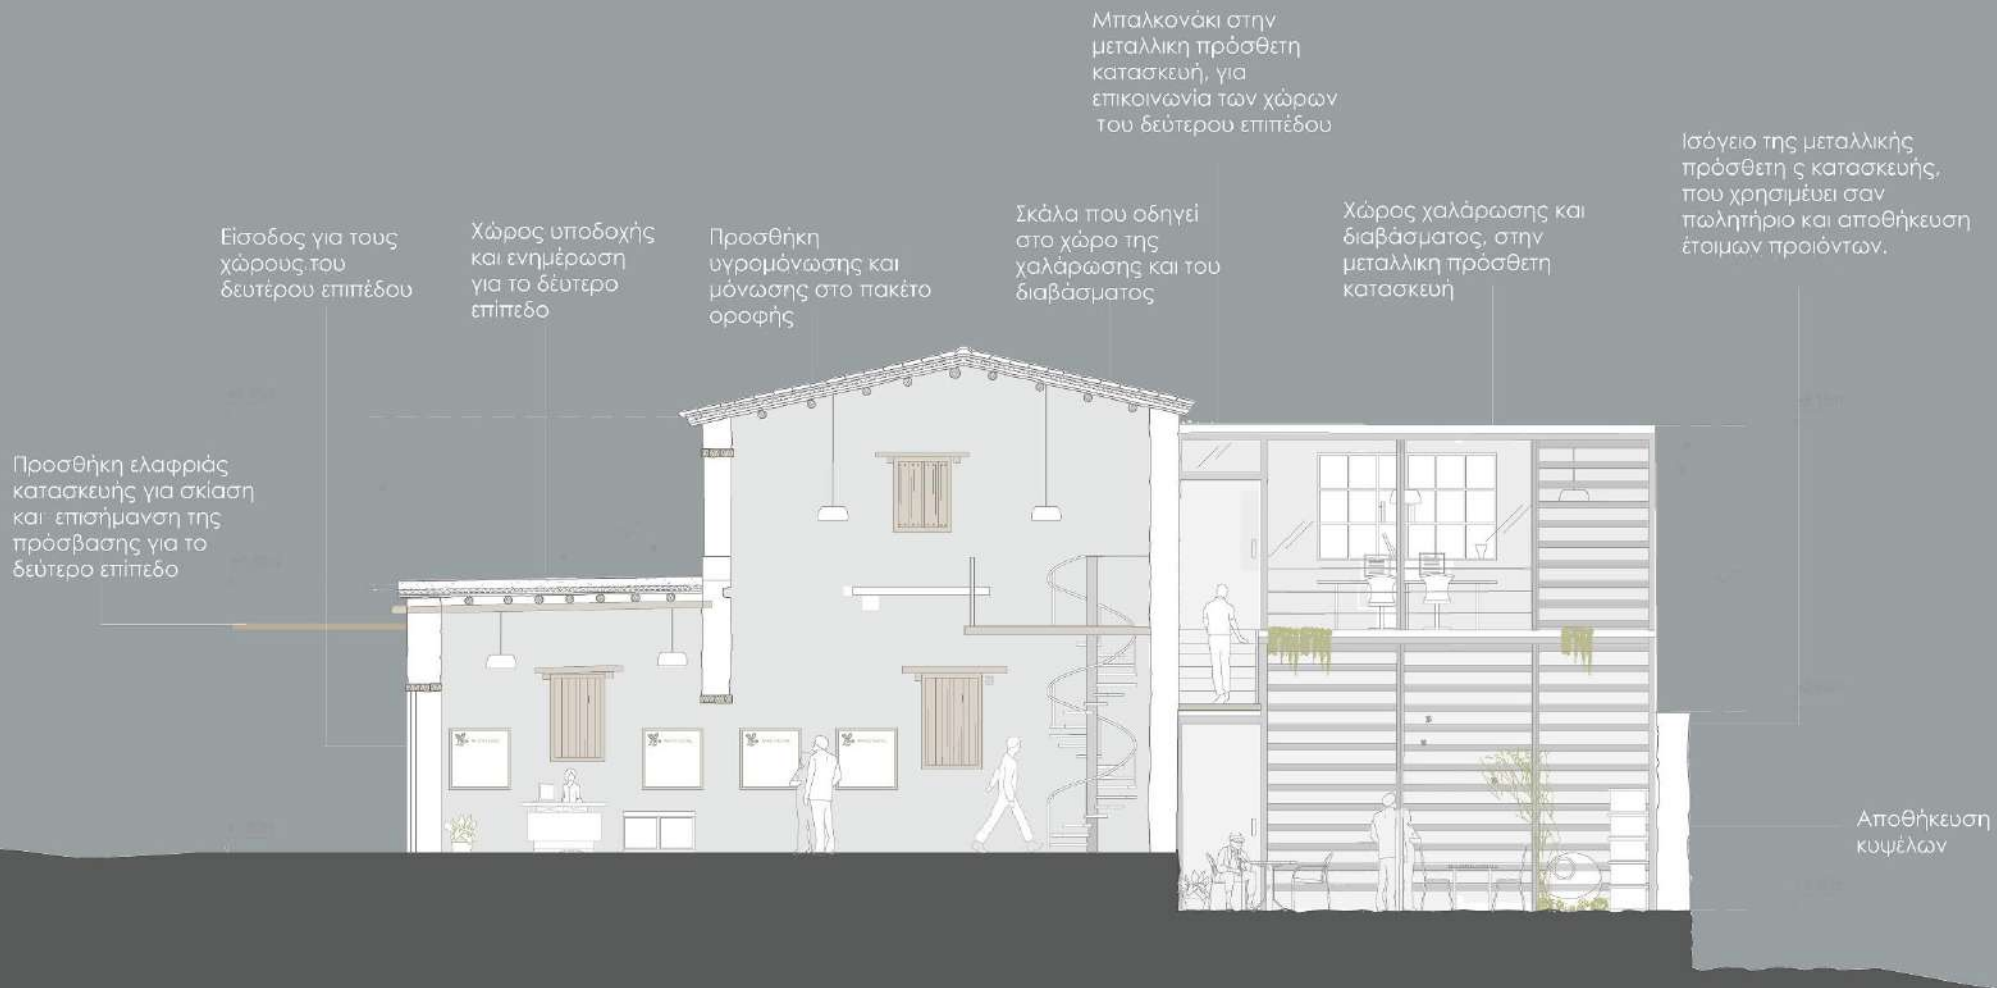 Μπαλκονάκι στην
μεταλλικη πρόσθετη
κατασκευή, για
επικοινωνία των χώρων
του δεύτερου επιπέδου
Ισόγειο της μεταλλικής
πρόσθετη ς κατασκευής,
που χρησιμέυει σαν
πωλητήριο και αποθήκευση
έτοιμων προιόντων.
Είσοδος για τους
χώρους.του
δευτέρου επιπέδου
Χώρος υποδοχής
και ενημέρωση
για το δέυτερο
επίπεδο
Προσθήκη
υγρομόνωσης και
μόνωσης στο πακέτο
οροφής
Σκάλα που οδηγεί
στο χώρο της
χαλάρωσης και του
διαβάσματος
Χώρος χαλάρωσης και
διαβάσματος, στην
μεταλλικη πρόσθετη
κατασκευή
Προσθήκη ελαφριάς
κατασκευής για σκίαση
και επισήμανση της
πρόσβασης για το
δεύτερο επίπεδο
Αποθήκευση
κυψέλων